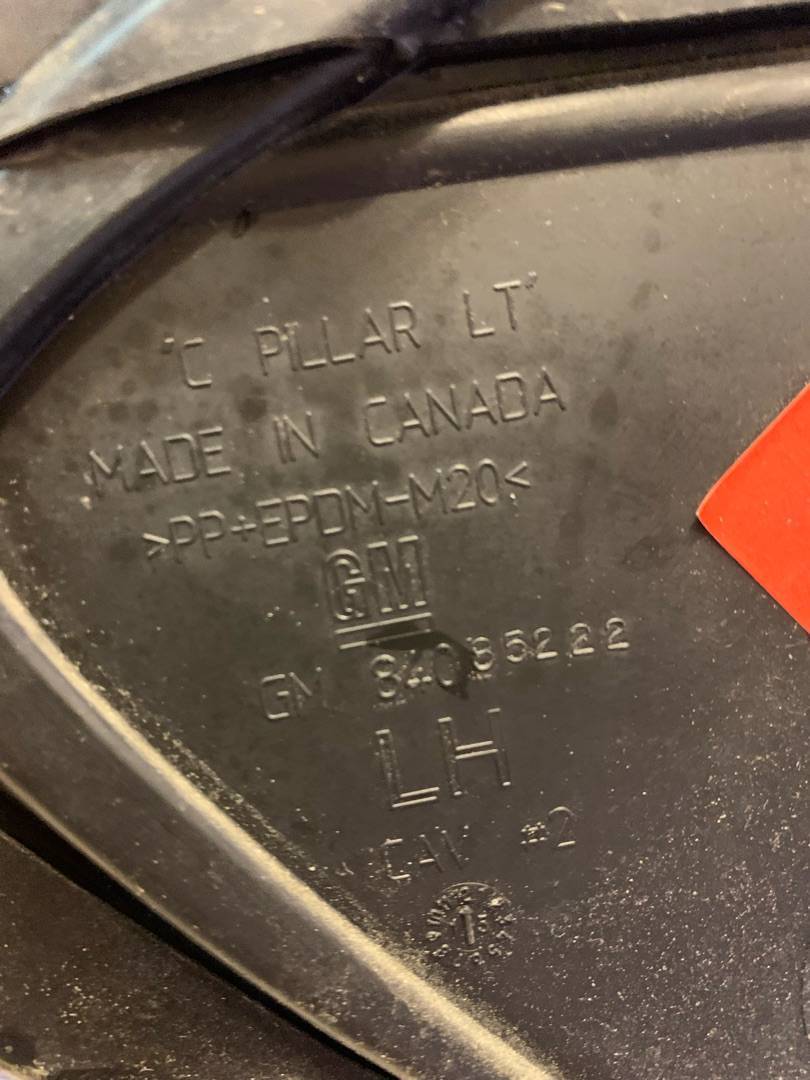 "C PILLAR LT"
MADE IN CANADA
>PP+EPDM-M20<
GM
GM 84085222
LH
CAV #2